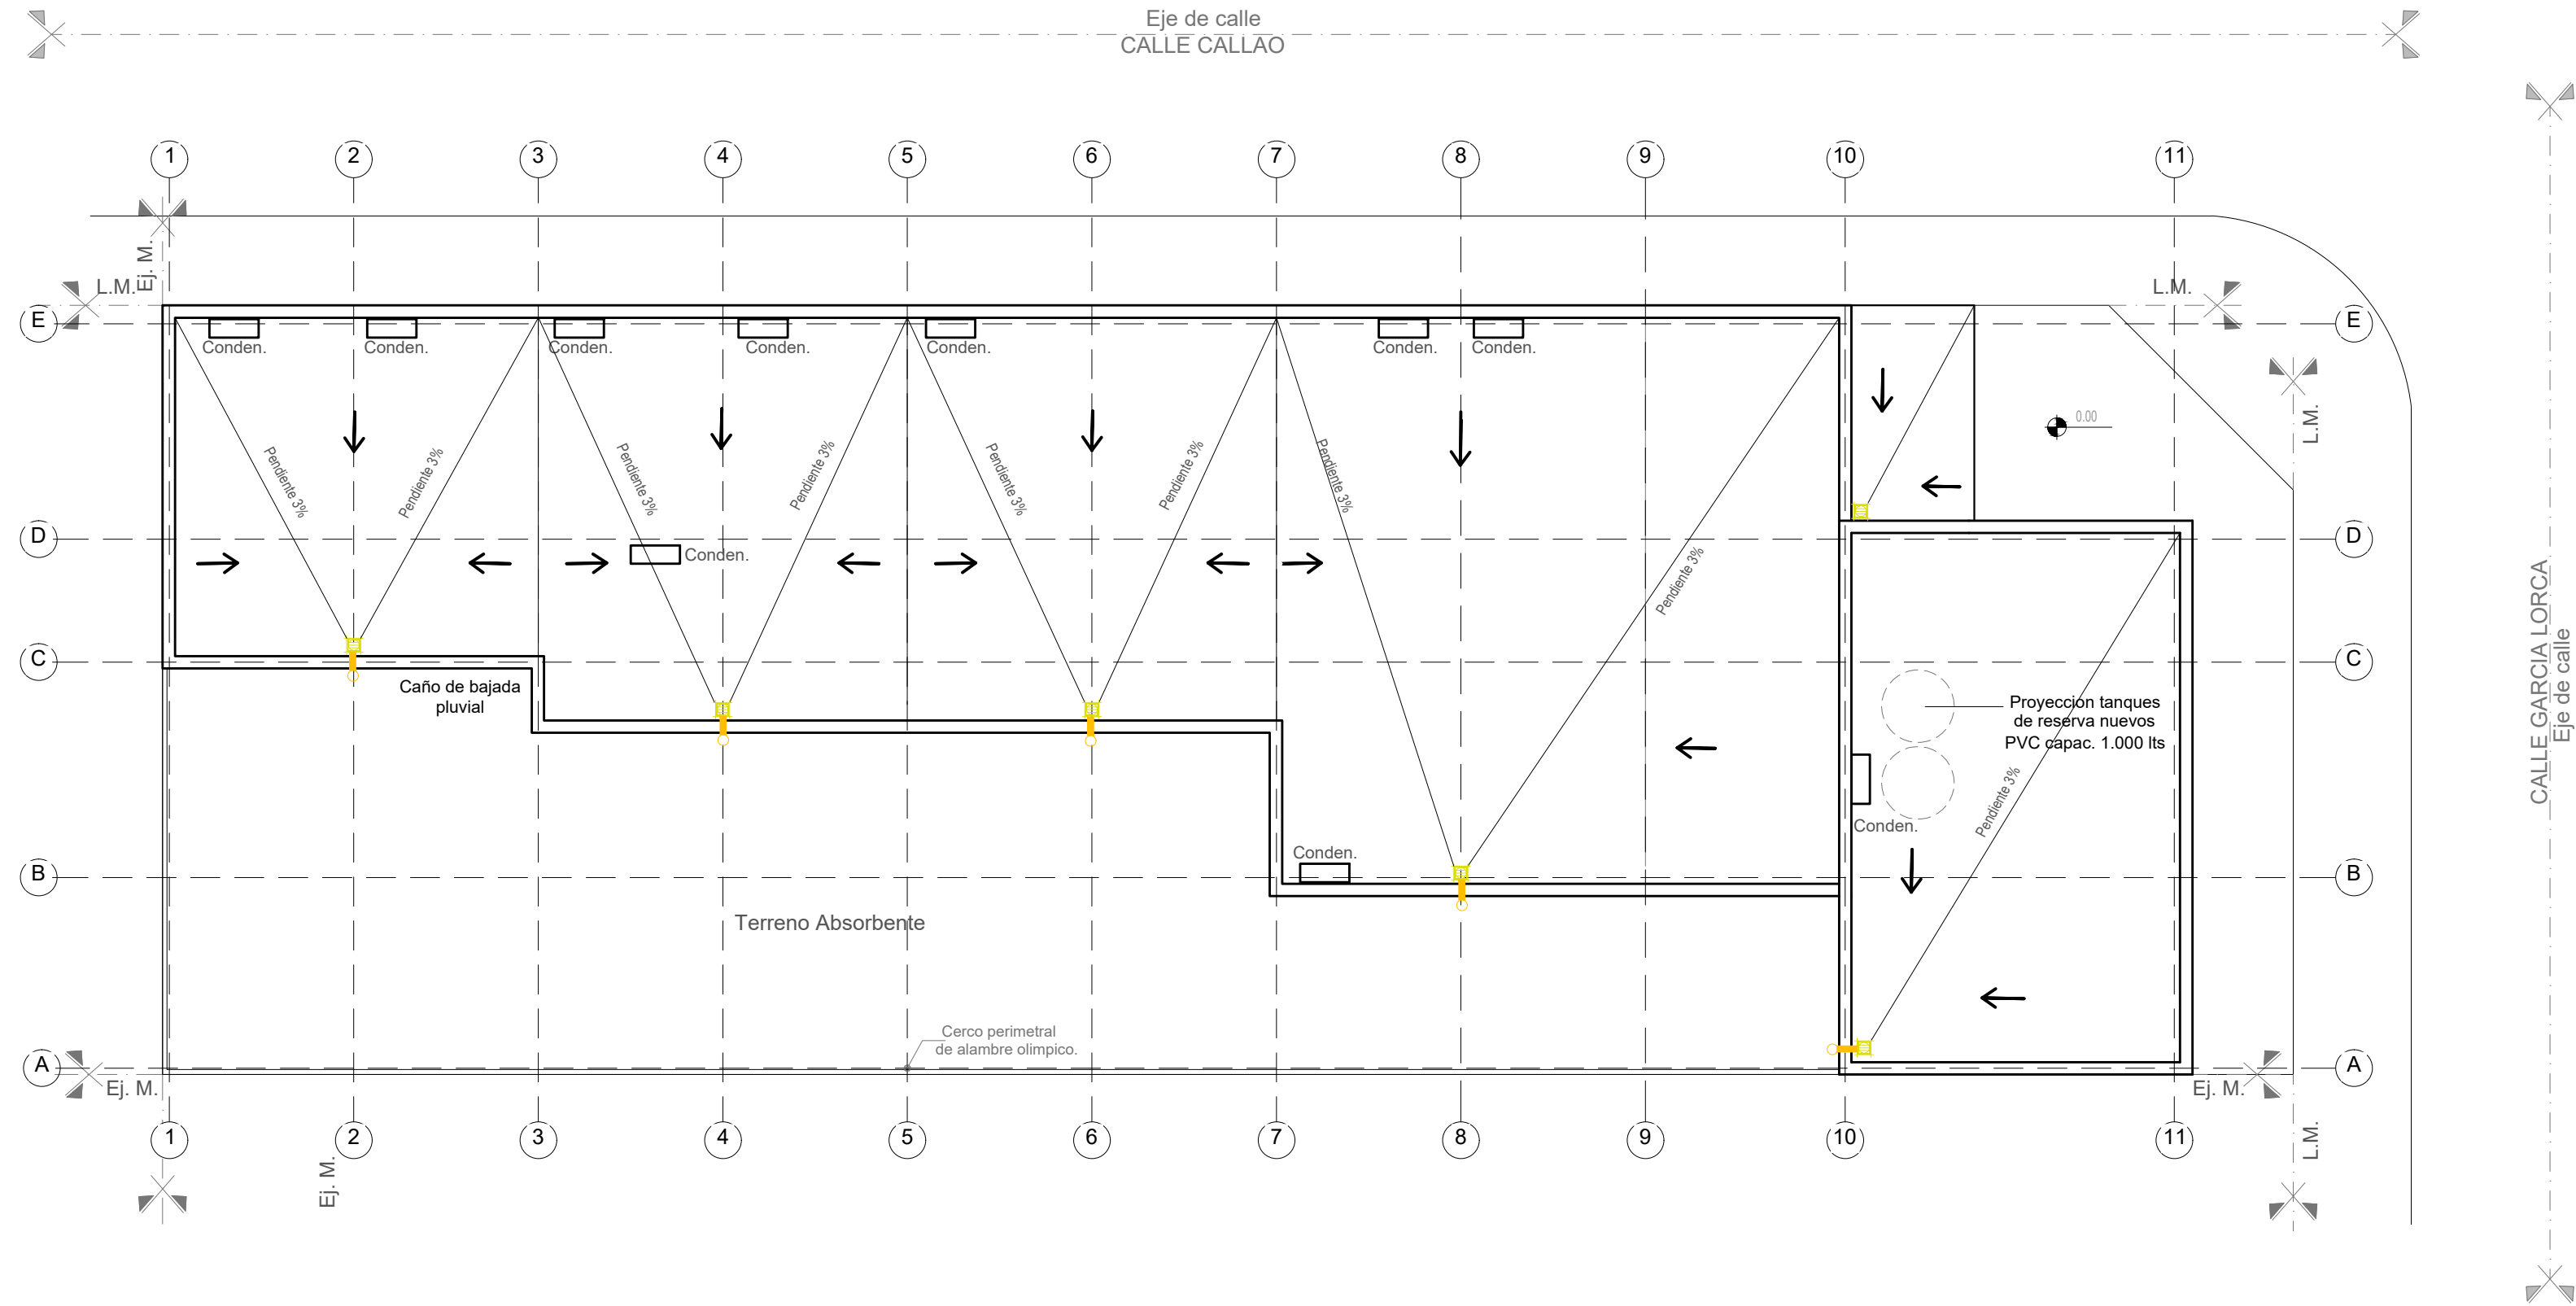 Eje de calle
CALLE CALLAO
1 2 3 4 5 6 7 8 9 10 11
Ej. M.
L.M.
L.M.
E
E
Conden.
Conden.
Conden.
Conden.
Conden.
Conden.
Conden.
0.00
L.M.
Pendiente 3%
Pendiente 3%
Pendiente 3%
Pendiente 3%
Pendiente 3%
Pendiente 3%
Pendiente 3%
D
D
Conden.
Pendiente 3%
CALLE GARCIA LORCA
Eje de calle
C
C
Caño de bajada
pluvial
Proyección tanques
de reserva nuevos
PVC capac. 1.000 lts
Pendiente 3%
Conden.
Conden.
B
B
Terreno Absorbente
Cerco perimetral
de alambre olimpico.
A
A
Ej. M.
Ej. M.
1 2 3 4 5 6 7 8 9 10 11
Ej. M.
L.M.